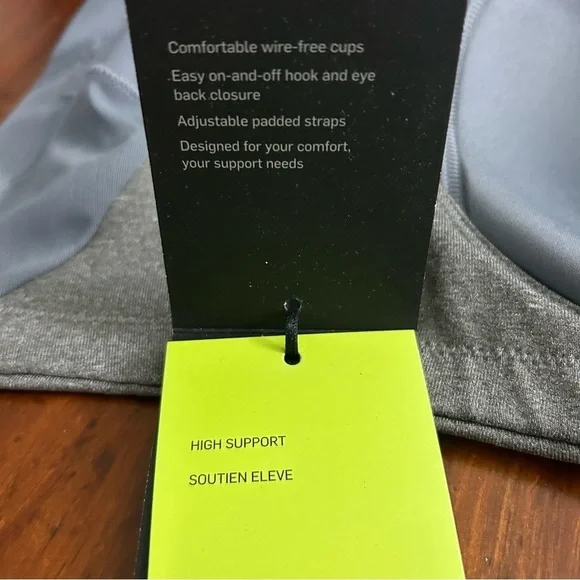 Comfortable wire-free cups
Easy on-and-off hook and eye
back closure
Adjustable padded straps
Designed for your comfort,
your support needs
HIGH SUPPORT
SOUTIEN ELEVE